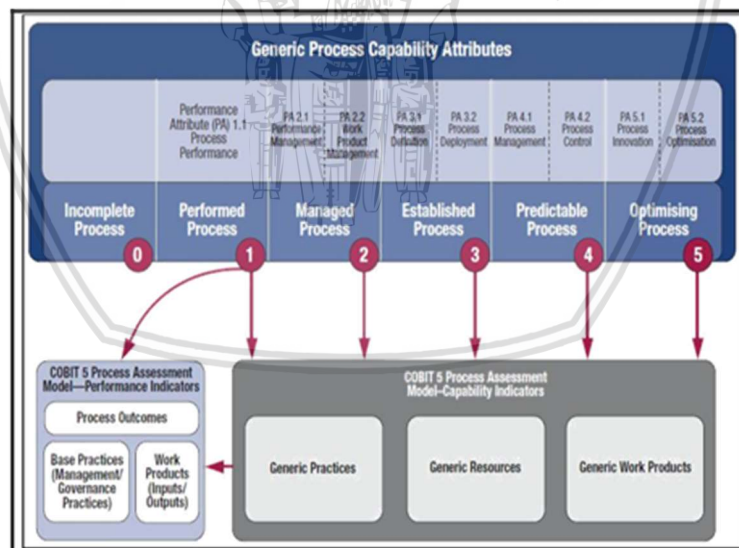 Generic Process Capability Attributes
Performance
Attribute (PA) 1.1
Process
Performance
PA 2.1
Performance
Management
PA 2.2
Work
Product
Management
PA 3.1
Process
Definition
PA 3.2
Process
Deployment
PA 4.1
Process
Management
PA 4.2
Process
Control
PA 5.1
Process
Innovation
PA 5.2
Process
Optimisation
Incomplete
Process
0
Performed
Process
1
Managed
Process
2
Established
Process
3
Predictable
Process
4
Optimising
Process
5
COBIT 5 Process Assessment
Model—Performance Indicators
Process Outcomes
Base Practices
(Management/
Governance
Practices)
Work
Products
(Inputs/
Outputs)
COBIT 5 Process Assessment
Model–Capability Indicators
Generic Practices
Generic Resources
Generic Work Products